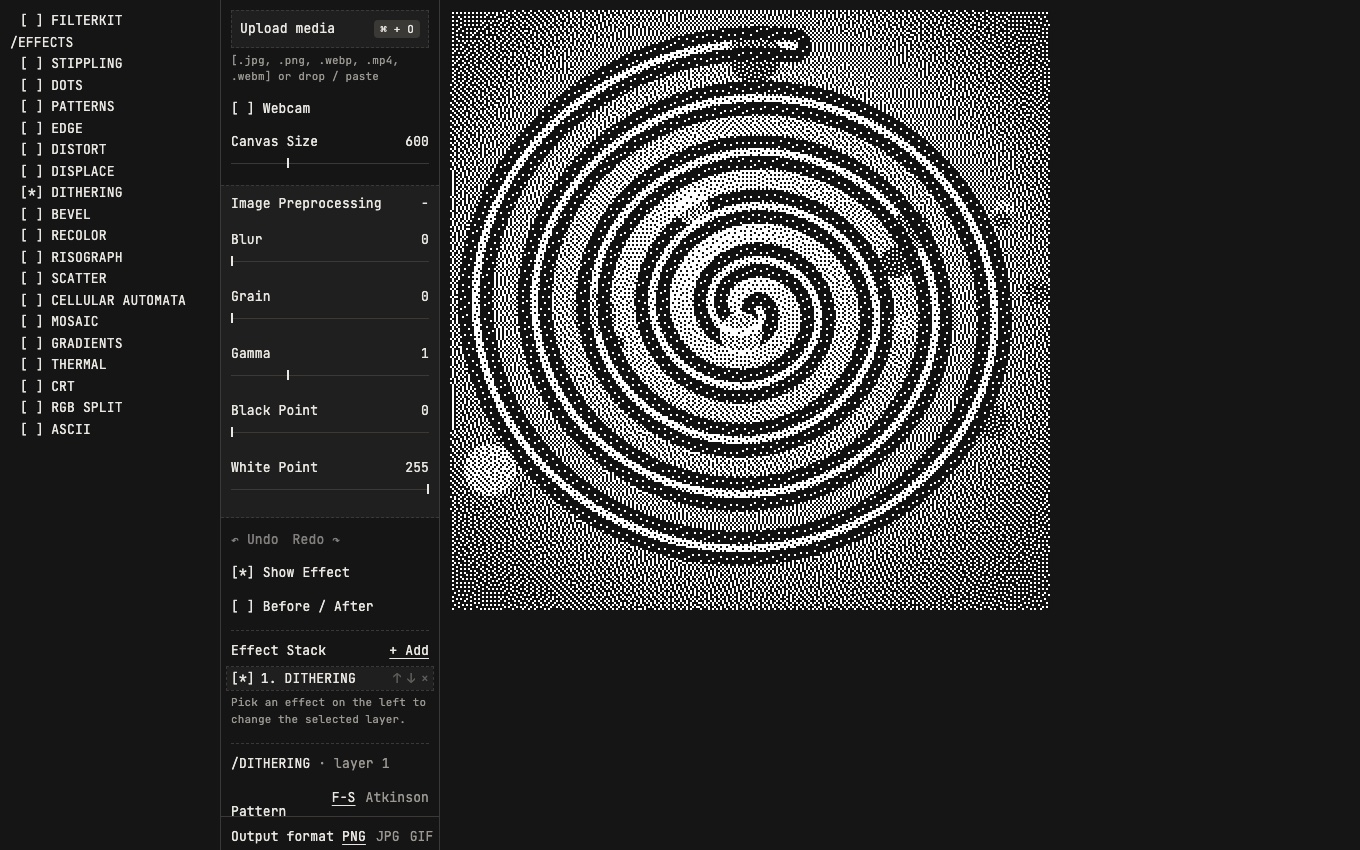 [ ] FILTERKIT
/EFFECTS
[ ] STIPPLING
[ ] DOTS
[ ] PATTERNS
[ ] EDGE
[ ] DISTORT
[ ] DISPLACE
[*] DITHERING
[ ] BEVEL
[ ] RECOLOR
[ ] RISOGRAPH
[ ] SCATTER
[ ] CELLULAR AUTOMATA
[ ] MOSAIC
[ ] GRADIENTS
[ ] THERMAL
[ ] CRT
[ ] RGB SPLIT
[ ] ASCII
Upload media ⌘ + O
[.jpg, .png, .webp, .mp4,
.webm] or drop / paste
[ ] Webcam
Canvas Size 600
Image Preprocessing -
Blur 0
Grain 0
Gamma 1
Black Point 0
White Point 255
↶ Undo Redo ↷
[*] Show Effect
[ ] Before / After
Effect Stack + Add
[*] 1. DITHERING ↑ ↓ ×
Pick an effect on the left to
change the selected layer.
/DITHERING · layer 1
F-S Atkinson
Pattern
Output format PNG JPG GIF